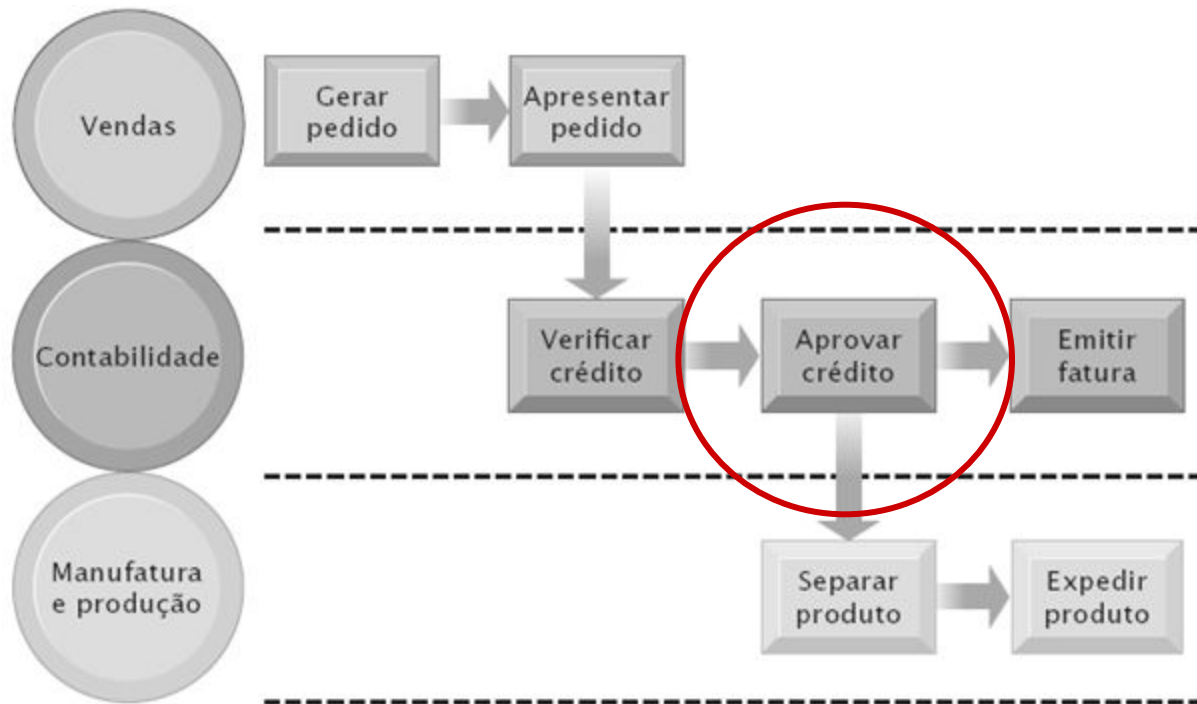 Vendas
Gerar
pedido
Apresentar
pedido
Contabilidade
Verificar
crédito
Aprovar
crédito
Emitir
fatura
Manufatura
e produção
Separar
produto
Expedir
produto